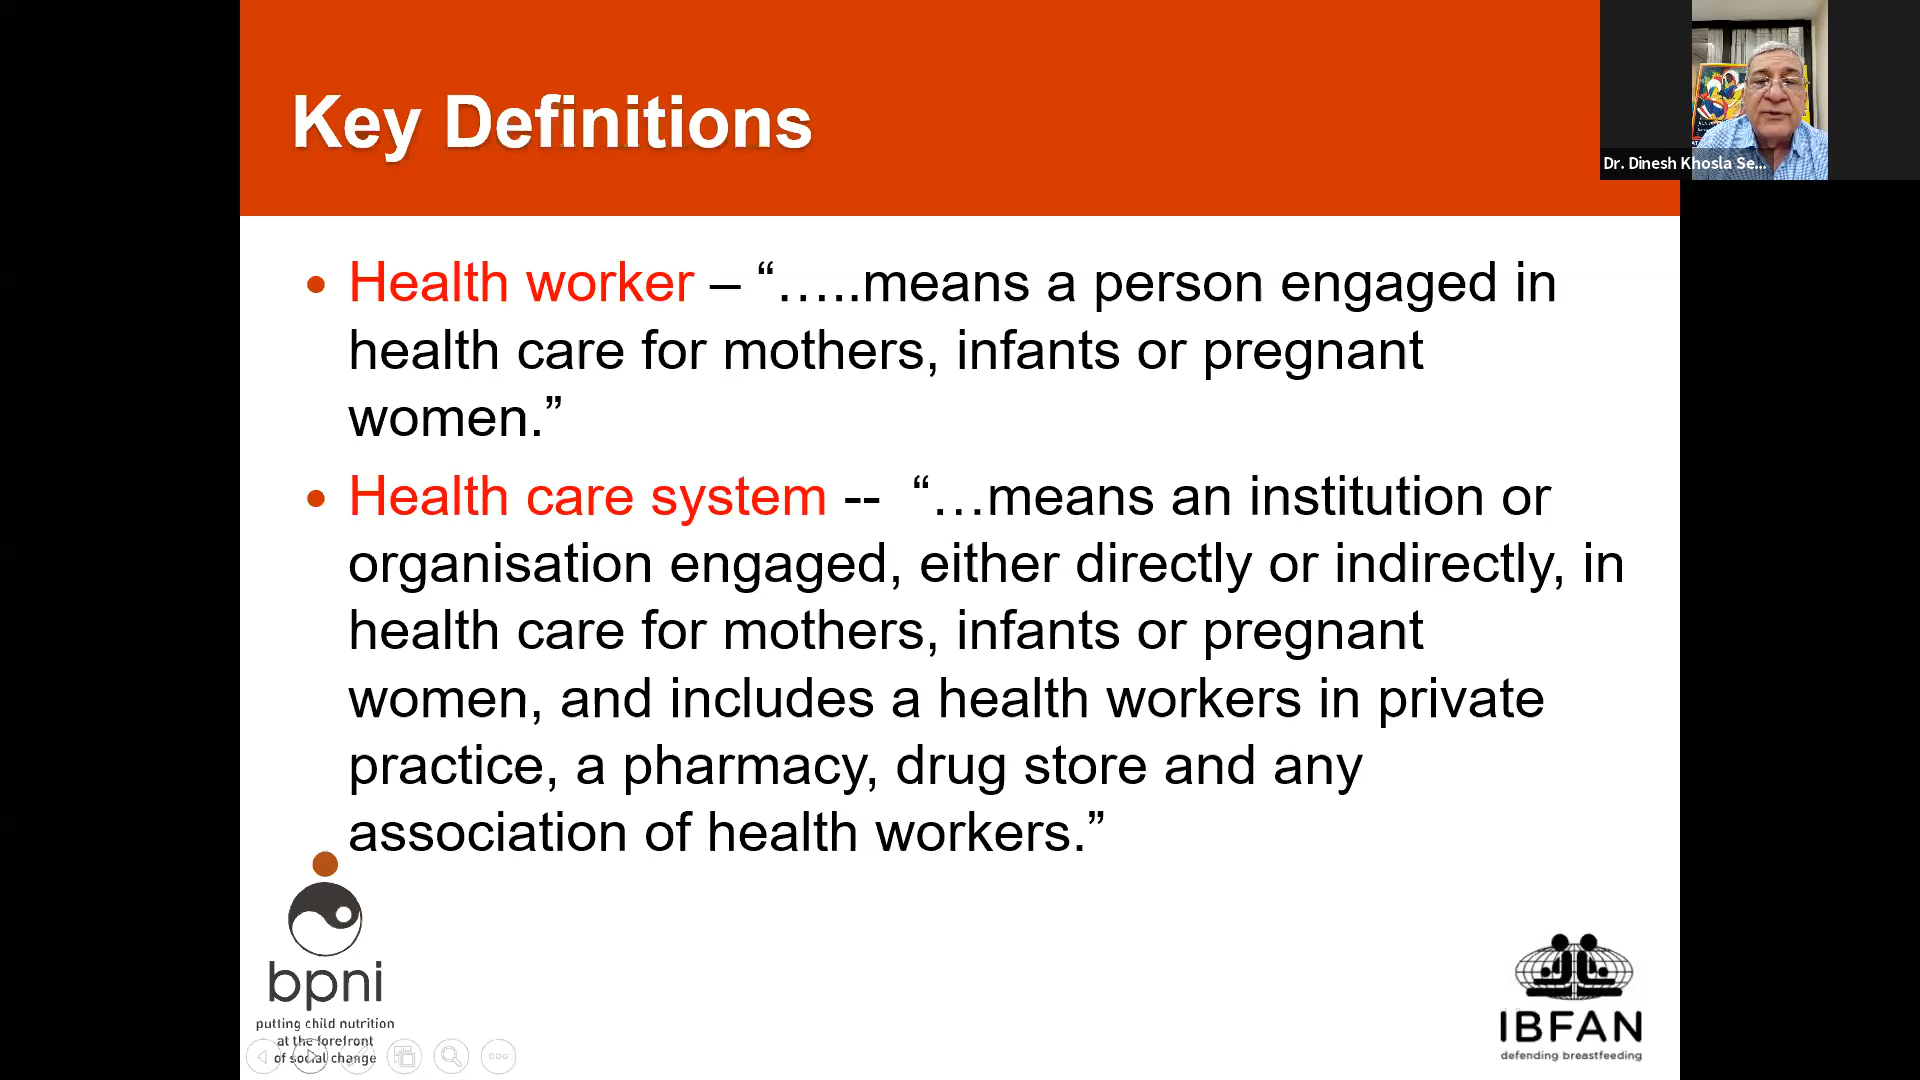 Key Definitions
Dr. Dinesh Khosla Se...
• Health worker – “…..means a person engaged in
health care for mothers, infants or pregnant
women.”
• Health care system -- “…means an institution or
organisation engaged, either directly or indirectly, in
health care for mothers, infants or pregnant
women, and includes a health workers in private
practice, a pharmacy, drug store and any
association of health workers.”
bpni
putting child nutrition
at the forefront
of social change
IBFAN
defending breastfeeding